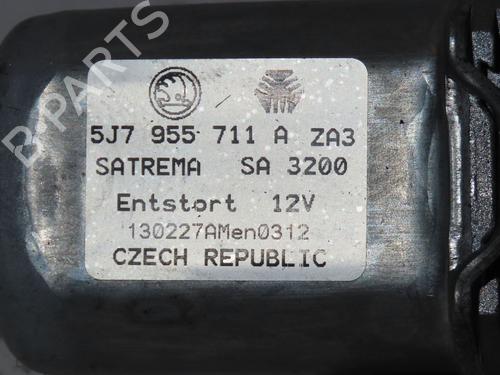 B-PARTS
5J7 955 711 A ZA3
SATREMA SA 3200
Entstort 12V
130227AMen0312
CZECH REPUBLIC